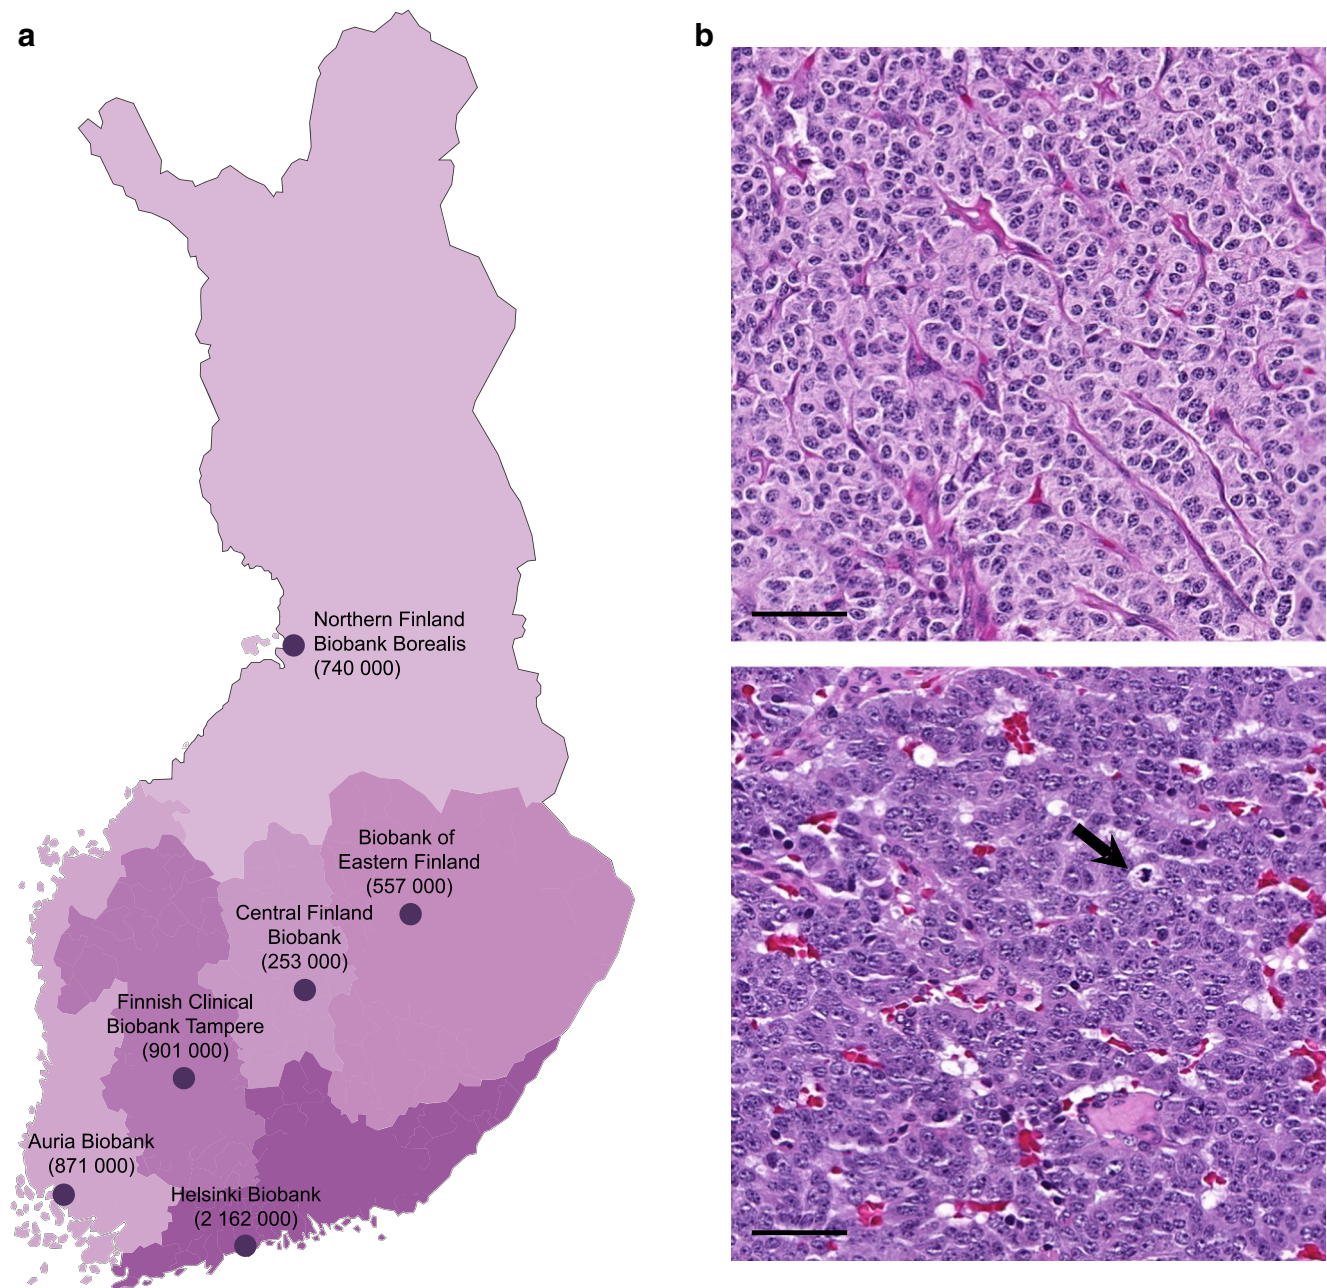 a
b
Northern Finland
Biobank Borealis
(740 000)
Biobank of
Eastern Finland
(557 000)
Central Finland
Biobank
(253 000)
Finnish Clinical
Biobank Tampere
(901 000)
Auria Biobank
(871 000)
Helsinki Biobank
(2 162 000)